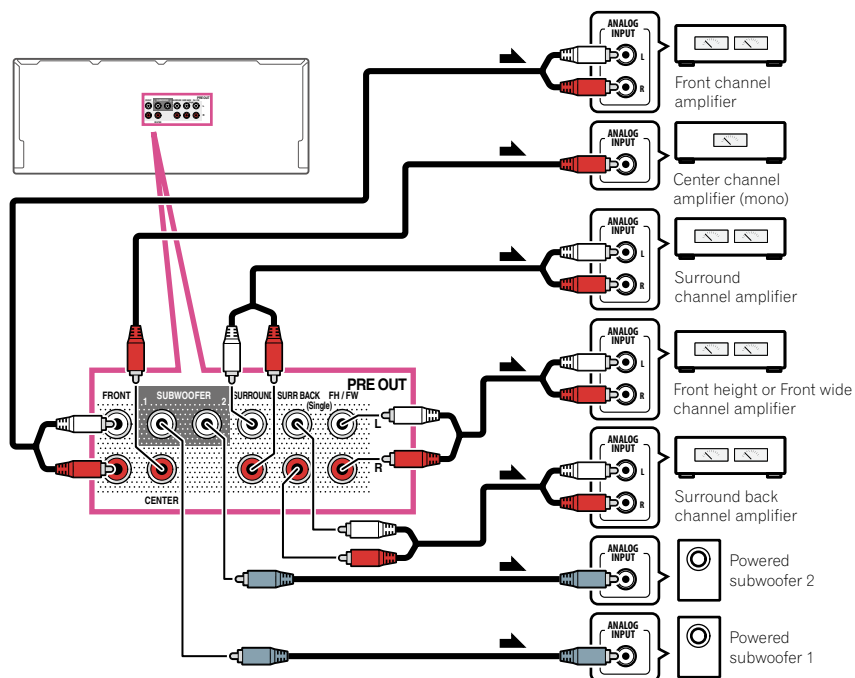 ANALOG
INPUT
L
R
Front channel
amplifier
PRE OUT
ANALOG
INPUT
Center channel
amplifier (mono)
ANALOG
INPUT
L
R
Surround
channel amplifier
ANALOG
INPUT
L
R
Front height or Front wide
channel amplifier
PRE OUT
FRONT
SUBWOOFER
1
2
SURROUND
SURR BACK
(Single)
FH / FW
L
R
CENTER
ANALOG
INPUT
L
R
Surround back
channel amplifier
ANALOG
INPUT
Powered
subwoofer 2
ANALOG
INPUT
Powered
subwoofer 1